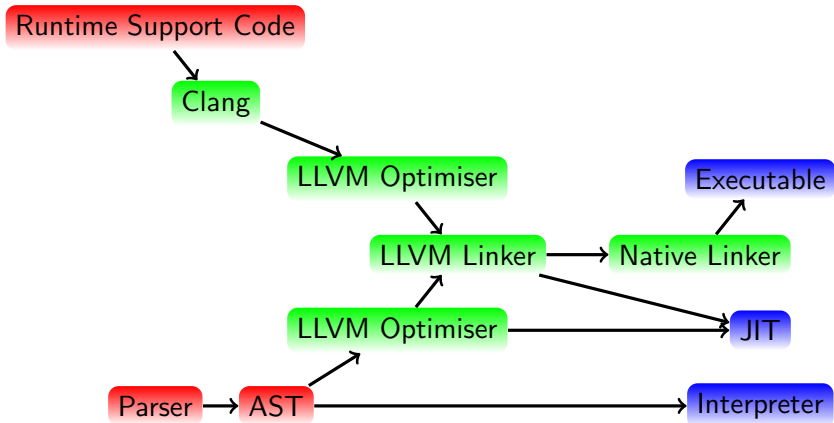 Runtime Support Code
Clang
LLVM Optimiser
Executable
LLVM Linker
Native Linker
LLVM Optimiser
JIT
Parser
AST
Interpreter